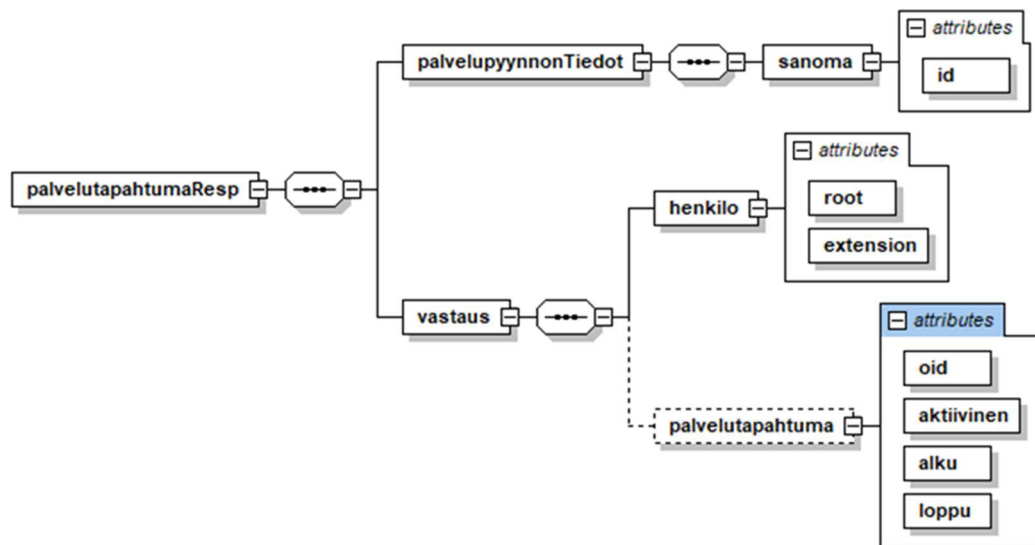 palvelutapahtumaResp
palvelupyynnonTiedot
sanoma
attributes
id
vastaus
henkilo
attributes
root
extension
palvelutapahtuma
attributes
oid
aktiivinen
alku
loppu